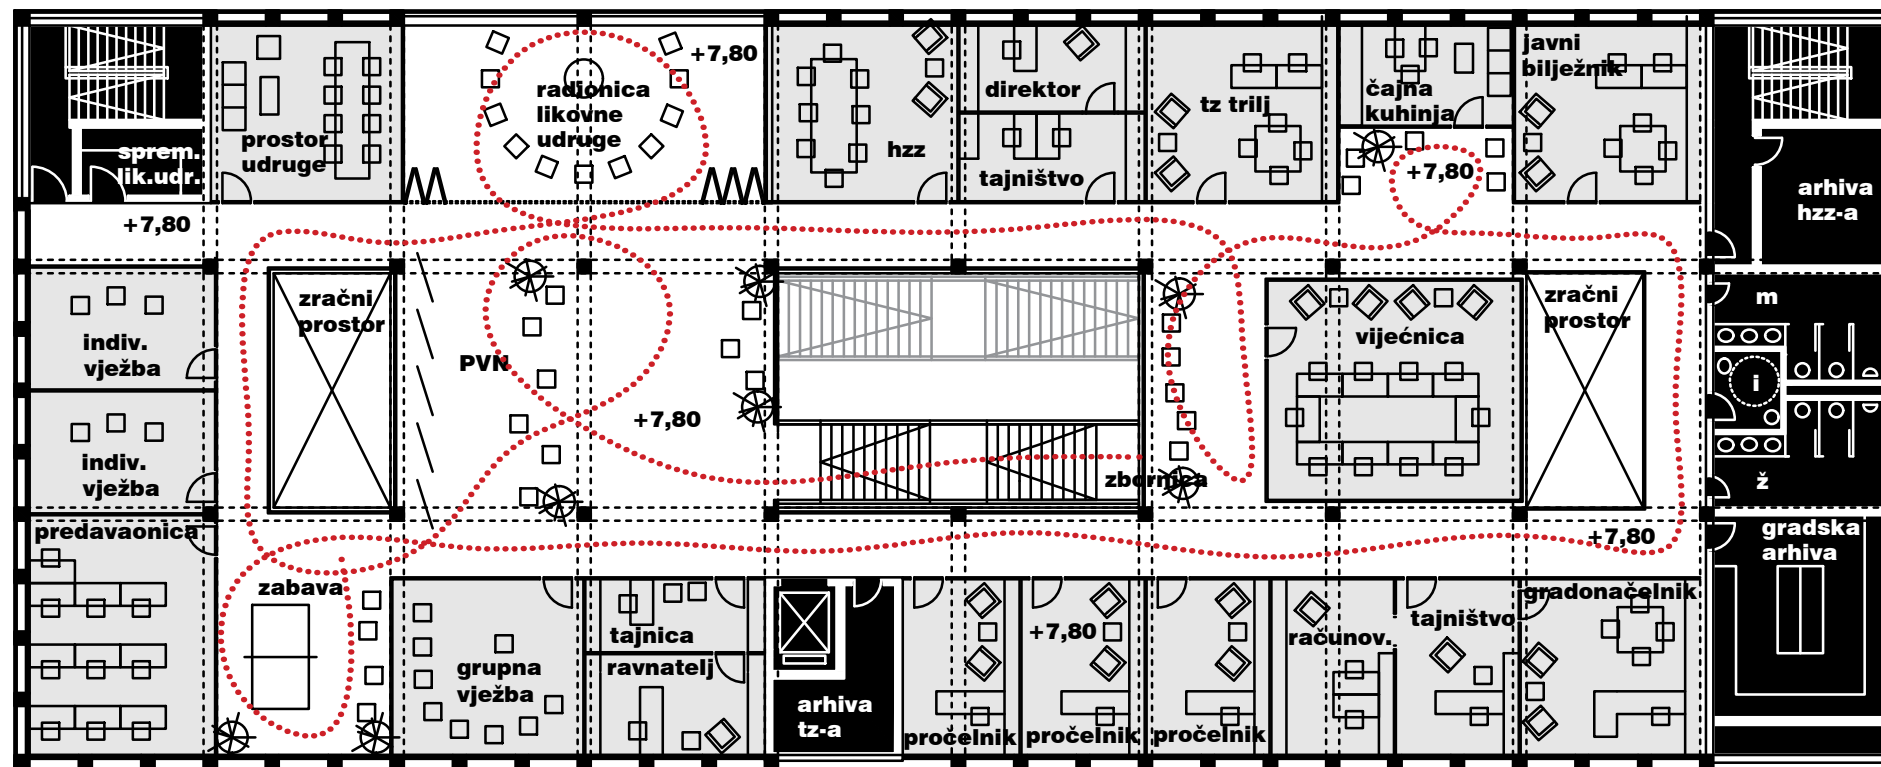 +7,80
radionica
likovne
udruge
prostor
udruge
sprem.
lik.udr.
+7,80
hzz
direktor
tajništvo
tz trilj
čajna
kuhinja
+7,80
javni
bilježnik
arhiva
hzz-a
indiv.
vježba
indiv.
vježba
zračni
prostor
PVN
+7,80
zbornica
vijećnica
zračni
prostor
m
i
ž
predavaonica
zabava
grupna
vježba
tajnica
ravnatelj
arhiva
tz-a
pročelnik
+7,80
pročelnik
pročelnik
računov.
tajništvo
gradonačelnik
+7,80
gradska
arhiva